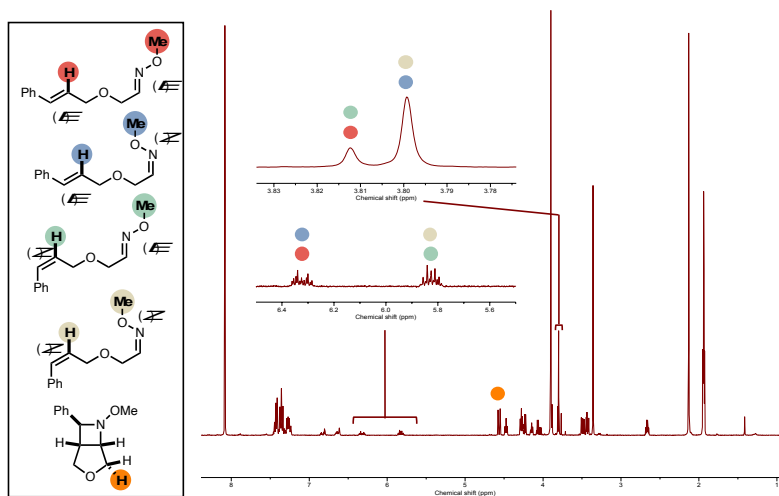 Me
H
N
O
Ph
O
(E)
(E)
Me
O
(Z)
H
N
Ph
O
(E)
Me
H
O
(Z)
N
(E)
O
Ph
Me
O
(Z)
H
N
(Z)
O
Ph
Ph
OMe
N
H
H
H
O
H
3.83 3.82 3.81 3.80 3.79 3.78
Chemical shift (ppm)
6.4 6.2 6.0 5.8 5.6
Chemical shift (ppm)
8 7 6 5 4 3 2 1
Chemical shift (ppm)